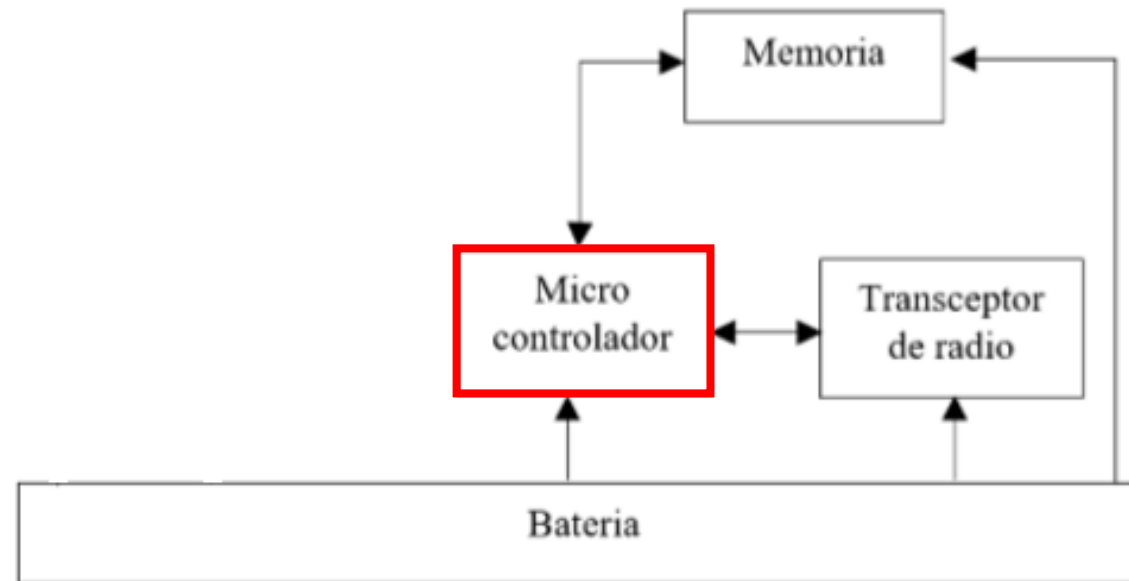 Memoria
Micro
controlador
Transceptor
de radio
Bateria